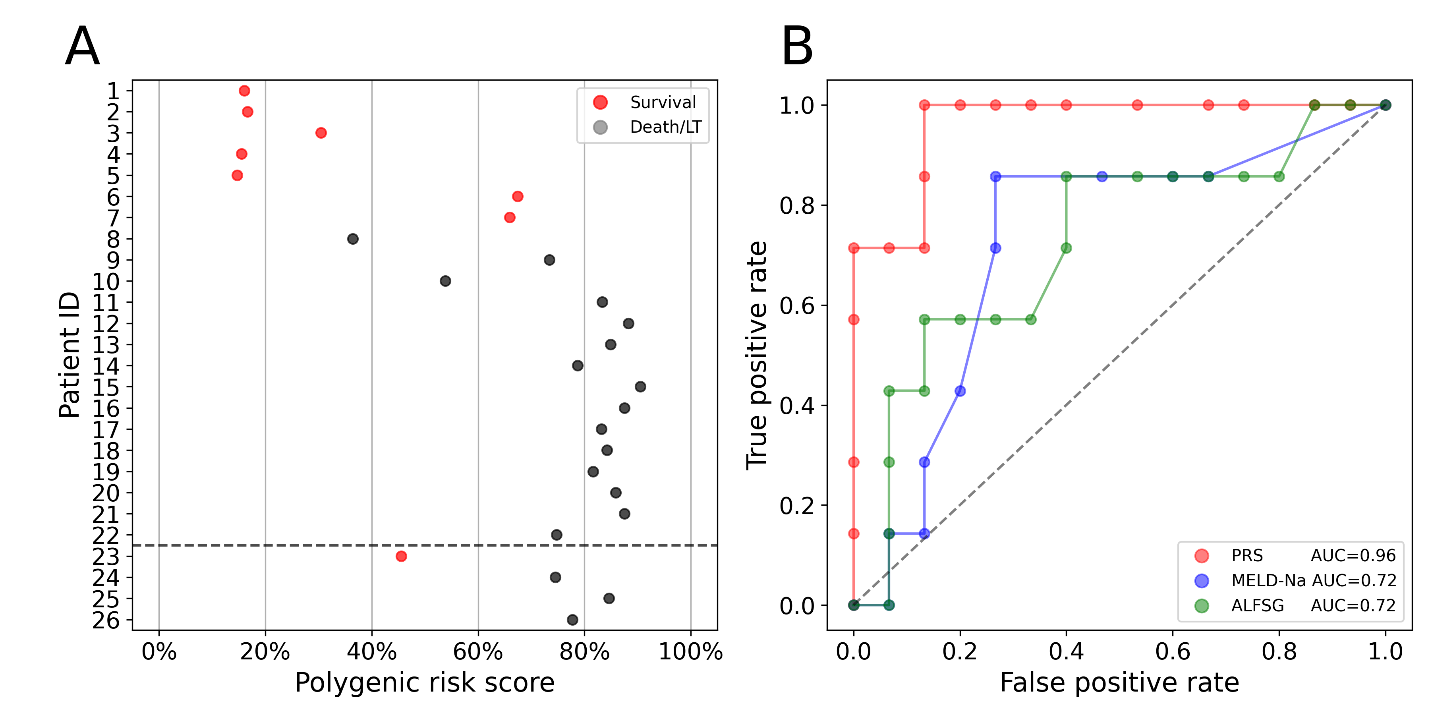 A
1
2
3
4
5
6
7
8
9
10
11
12
13
14
15
16
17
18
19
20
21
22
23
24
25
26
Patient ID
Survival
Death/LT
0% 20% 40% 60% 80% 100%
Polygenic risk score
B
1.0
0.8
0.6
0.4
0.2
0.0
True positive rate
PRS AUC=0.96
MELD-Na AUC=0.72
ALFSG AUC=0.72
0.0 0.2 0.4 0.6 0.8 1.0
False positive rate